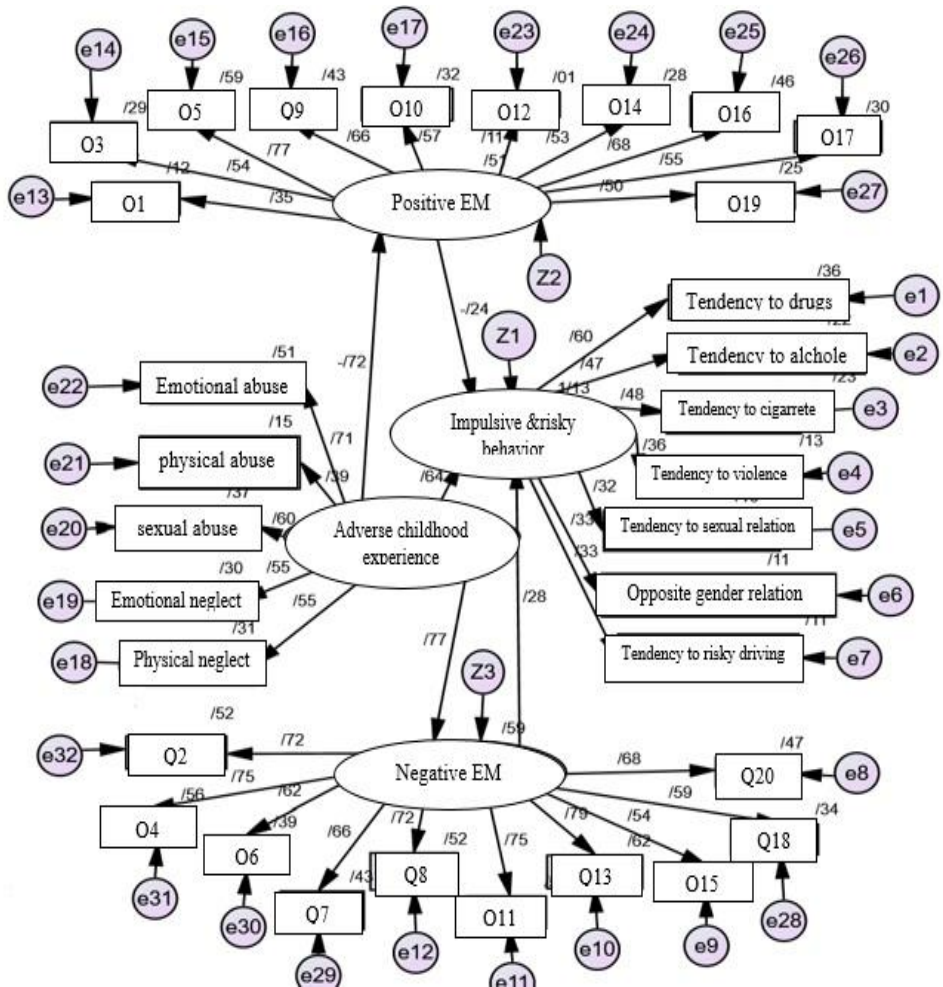 e14
e15
e16
e17
e23
e24
e25
e26
/29
/59
/43
/32
/01
/28
/46
/30
O3
O5
Q9
O10
O12
O14
O16
O17
/12
/54
/77
/66
/57
/11
/51
/53
/68
/55
/25
e13
O1
/35
Positive EM
/50
O19
e27
Z2
-/24
-/72
Z1
/36
Tendency to drugs
e1
/60
/22
Tendency to alchole
e2
/47
/51
Emotional abuse
e22
1/13
/23
/48
Tendency to cigarrete
e3
Impulsive &risky
behavior
/15
physical abuse
e21
/71
/39
/64
/36
/13
Tendency to violence
e4
/37
sexual abuse
e20
/60
Adverse childhood
experience
/32
Tendency to sexual relation
e5
/33
/33
/30
Emotional neglect
e19
/55
/11
Opposite gender relation
e6
/28
/31
Physical neglect
e18
/55
/11
Tendency to risky driving
e7
/77
Z3
/52
Q2
e32
/72
/59
Negative EM
/68
/47
Q20
e8
/75
/56
O4
e31
/62
/39
O6
e30
/66
/43
Q7
e29
/72
/52
Q8
e12
/75
O11
e11
/79
/62
Q13
e10
/54
O15
e9
/59
/34
Q18
e28